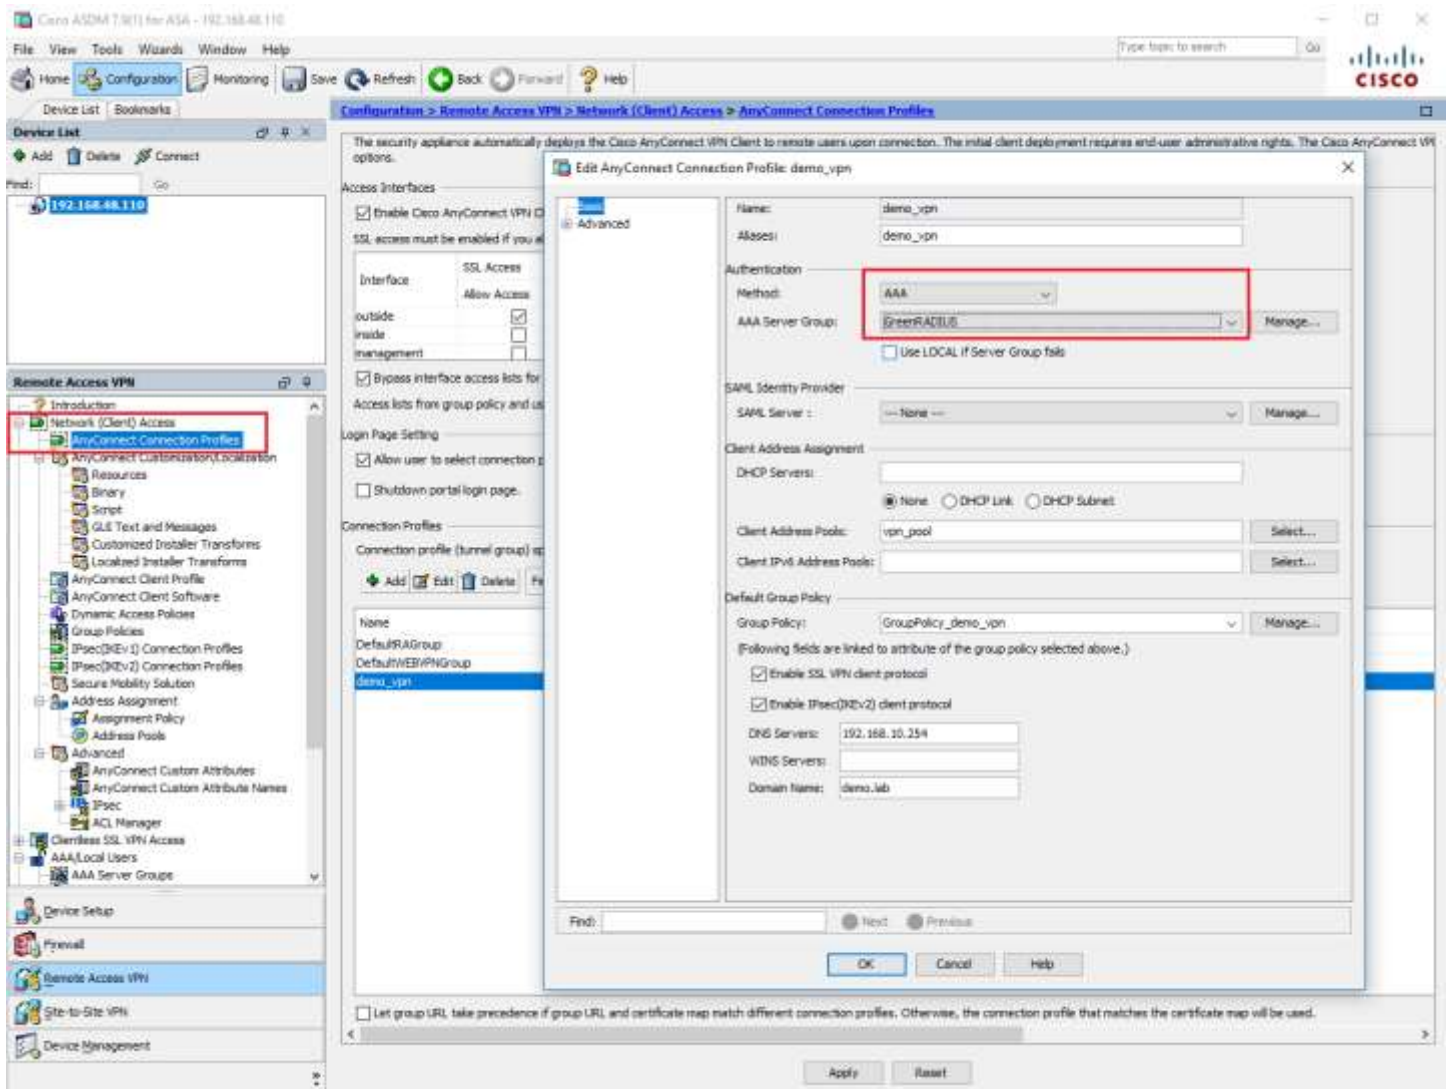 Cisco ASDM 7.9(1) for ASA - 192.168.48.110
File View Tools Wizards Window Help
Type topic to search Go
Home Configuration Monitoring Save Refresh Back Forward Help
CISCO
Device List Bookmarks
Configuration > Remote Access VPN > Network (Client) Access > AnyConnect Connection Profiles
Device List
Add Delete Connect
Find: Go
192.168.48.110
The security appliance automatically deploys the Cisco AnyConnect VPN Client to remote users upon connection. The initial client deployment requires end-user administrative rights. The Cisco AnyConnect VPN
options.
Access Interfaces
Enable Cisco AnyConnect VPN C
SSL access must be enabled if you al
Interface
SSL Access
Allow Access
outside
inside
management
Bypass interface access lists for
Access lists from group policy and us
Login Page Setting
Allow user to select connection p
Shutdown portal login page.
Connection Profiles
Connection profile (tunnel group) sp
Add Edit Delete Fi
Name
DefaultRAGroup
DefaultWEBVPNGroup
demo_vpn
Let group URL take precedence if group URL and certificate map match different connection profiles. Otherwise, the connection profile that matches the certificate map will be used.
Apply Reset
Remote Access VPN
Introduction
Network (Client) Access
AnyConnect Connection Profiles
AnyConnect Customization/Localization
Resources
Binary
Script
GUI Text and Messages
Customized Installer Transforms
Localized Installer Transforms
AnyConnect Client Profile
AnyConnect Client Software
Dynamic Access Policies
Group Policies
IPsec(IKEv1) Connection Profiles
IPsec(IKEv2) Connection Profiles
Secure Mobility Solution
Address Assignment
Assignment Policy
Address Pools
Advanced
AnyConnect Custom Attributes
AnyConnect Custom Attribute Names
IPsec
ACL Manager
Clientless SSL VPN Access
AAA/Local Users
AAA Server Groups
Device Setup
Firewall
Remote Access VPN
Site-to-Site VPN
Device Management
Edit AnyConnect Connection Profile: demo_vpn
Basic
Advanced
Name: demo_vpn
Aliases: demo_vpn
Authentication
Method: AAA
AAA Server Group: GreenRADIUS Manage...
Use LOCAL if Server Group fails
SAML Identity Provider
SAML Server : --- None --- Manage...
Client Address Assignment
DHCP Servers:
None DHCP Link DHCP Subnet
Client Address Pools: vpn_pool Select...
Client IPv6 Address Pools: Select...
Default Group Policy
Group Policy: GroupPolicy_demo_vpn Manage...
(Following fields are linked to attribute of the group policy selected above.)
Enable SSL VPN client protocol
Enable IPsec(IKEv2) client protocol
DNS Servers: 192.168.10.254
WINS Servers:
Domain Name: demo.lab
Find: Next Previous
OK Cancel Help